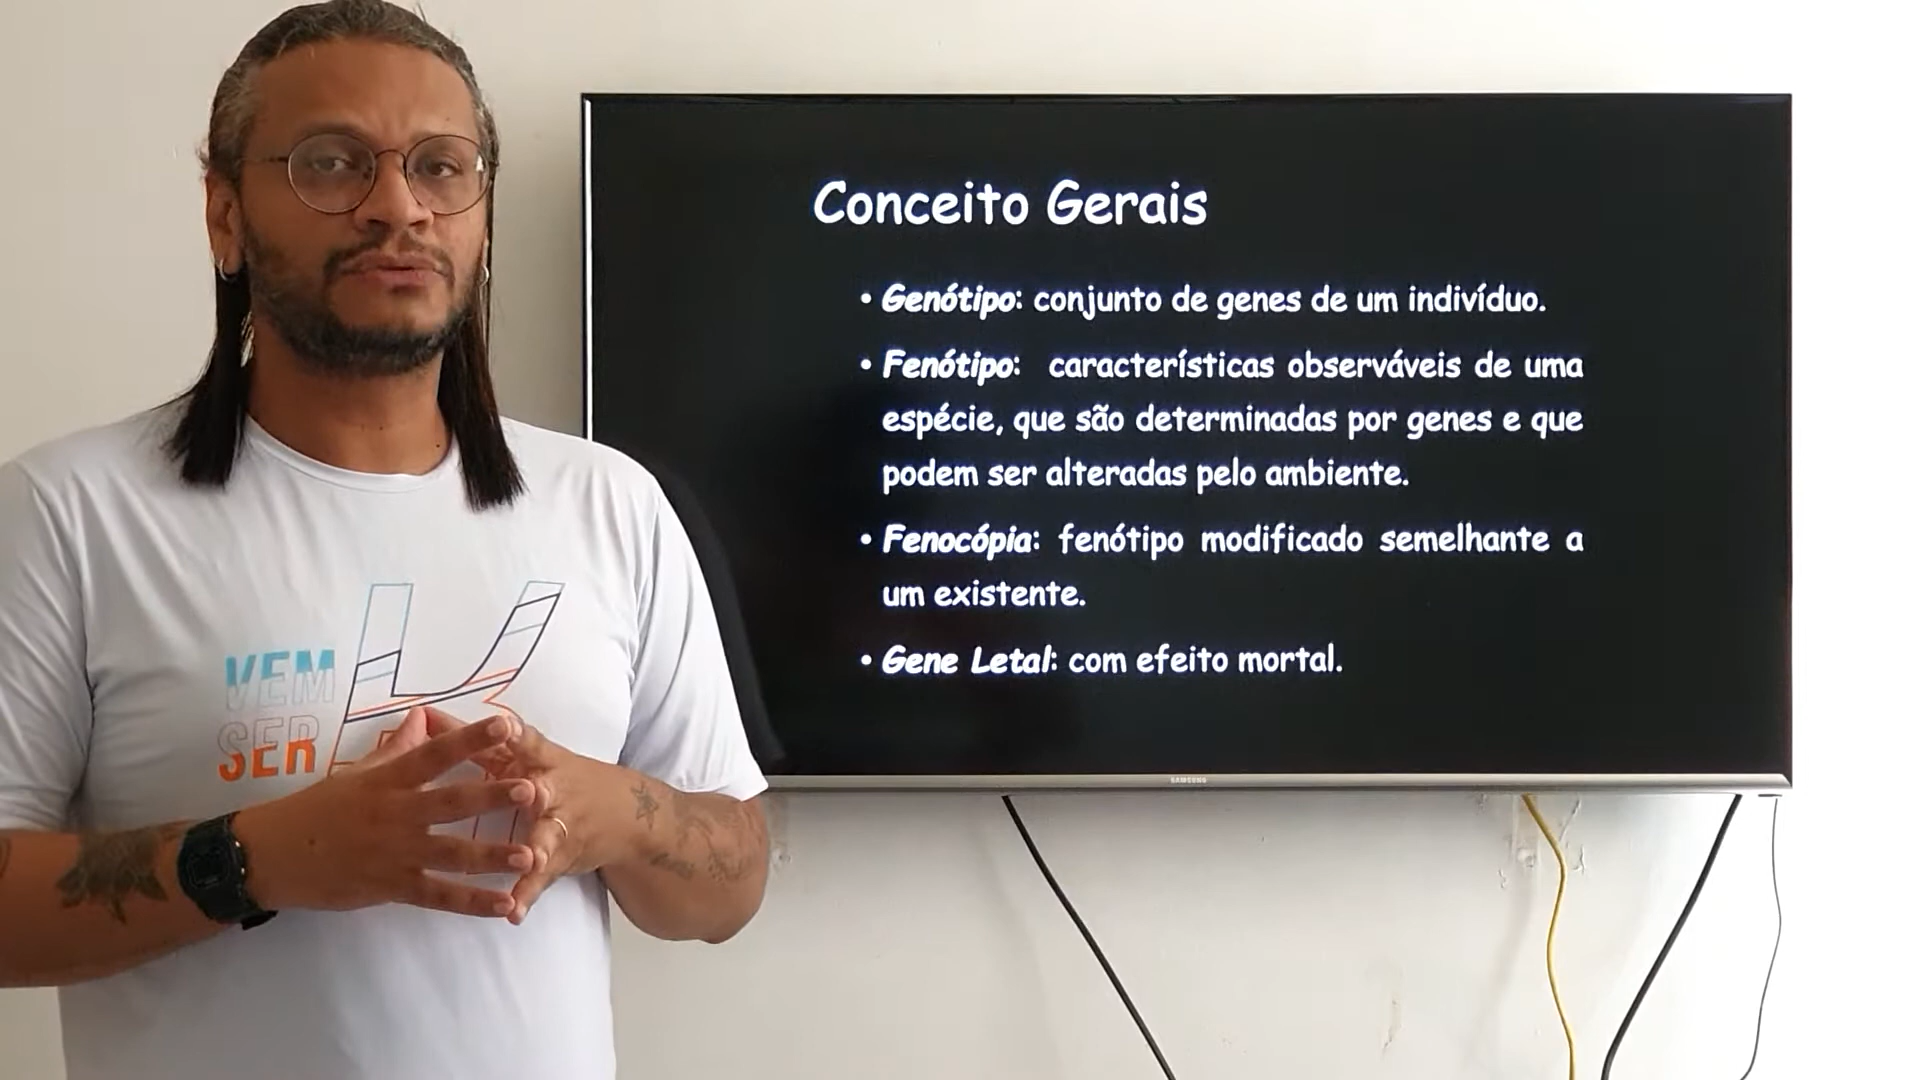 Conceito Gerais
• Genótipo: conjunto de genes de um indivíduo.
• Fenótipo: características observáveis de uma
espécie, que são determinadas por genes e que
podem ser alteradas pelo ambiente.
• Fenocópia: fenótipo modificado semelhante a
um existente.
• Gene Letal: com efeito mortal.
SAMSUNG
VEM
SER